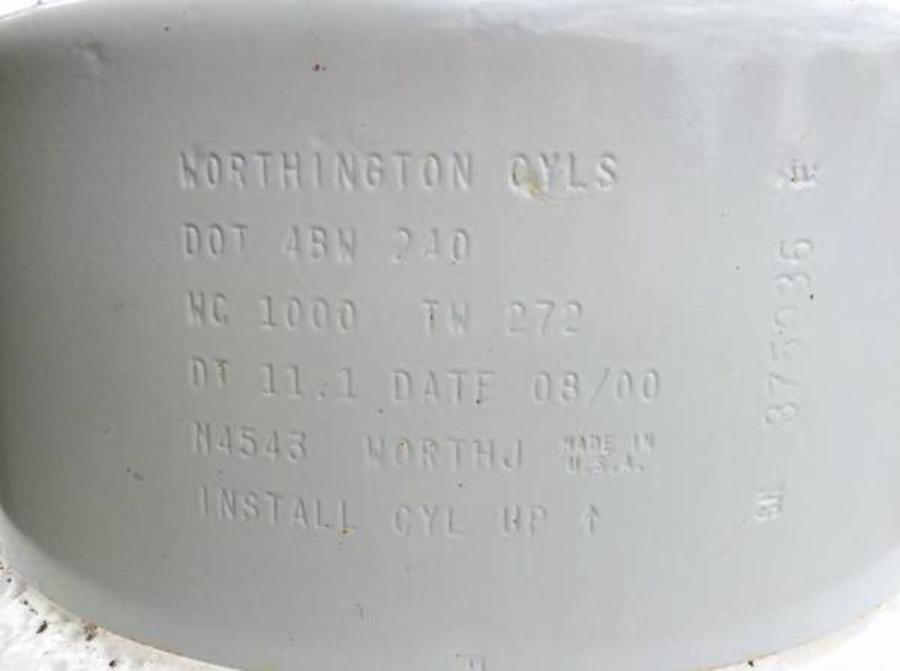 WORTHINGTON CYLS
DOT 4BW 240
WC 1000 TW 272
DT 11.1 DATE 08/00
M4543 WORTHJ MADE IN
U.S.A.
INSTALL CYL UP ↑
SN